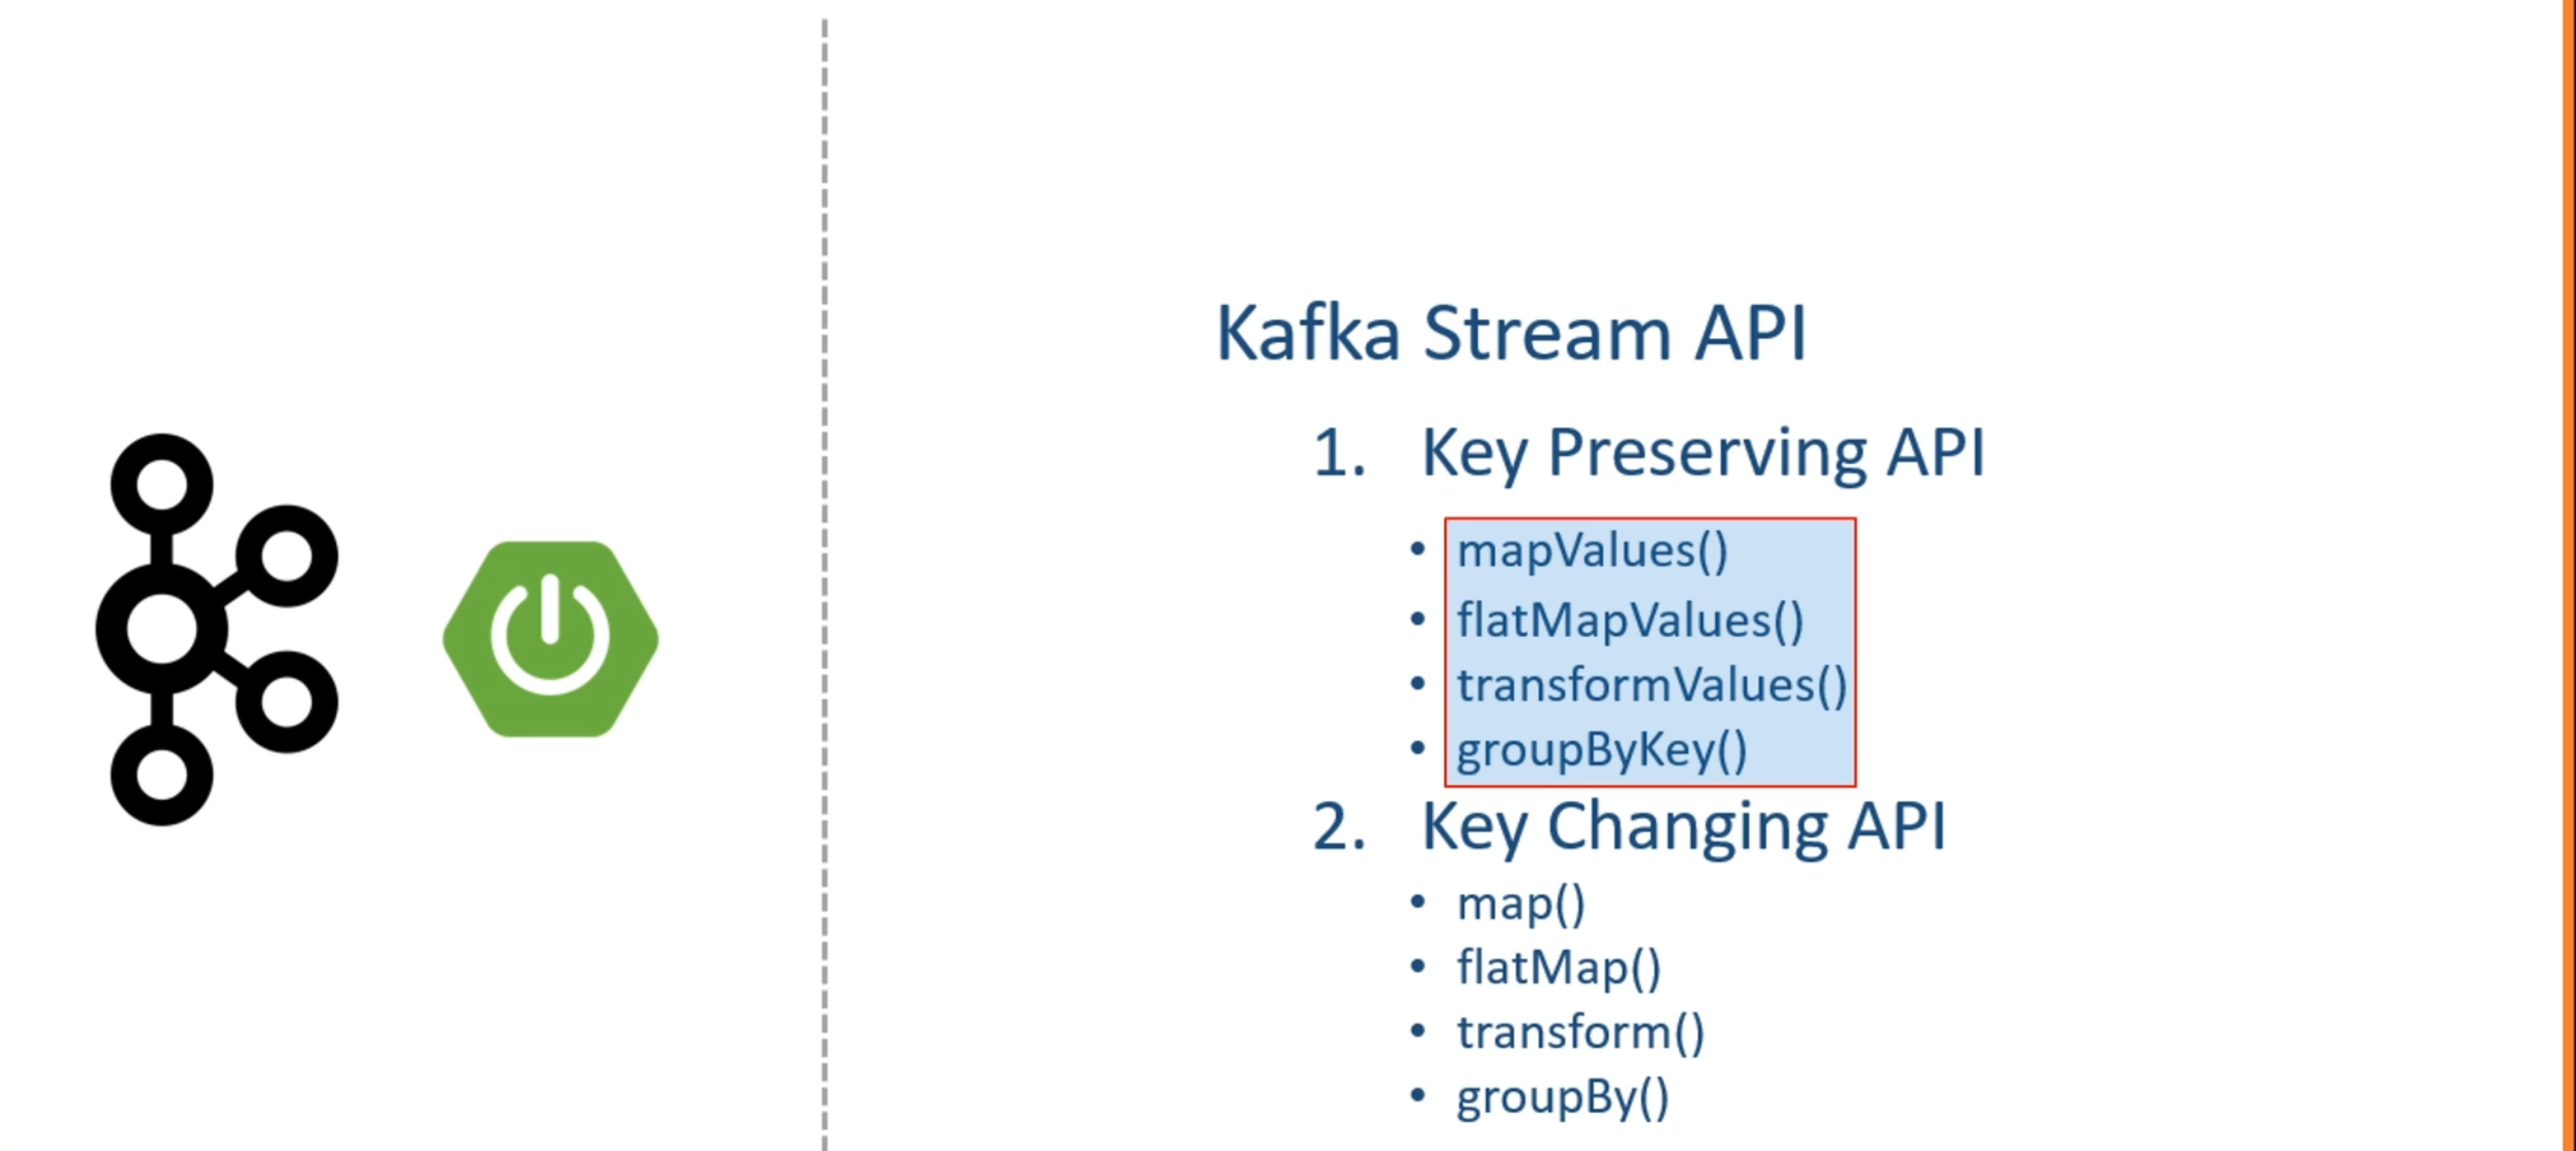 Kafka Stream API
1. Key Preserving API
• mapValues()
• flatMapValues()
• transformValues()
• groupByKey()
2. Key Changing API
• map()
• flatMap()
• transform()
• groupBy()